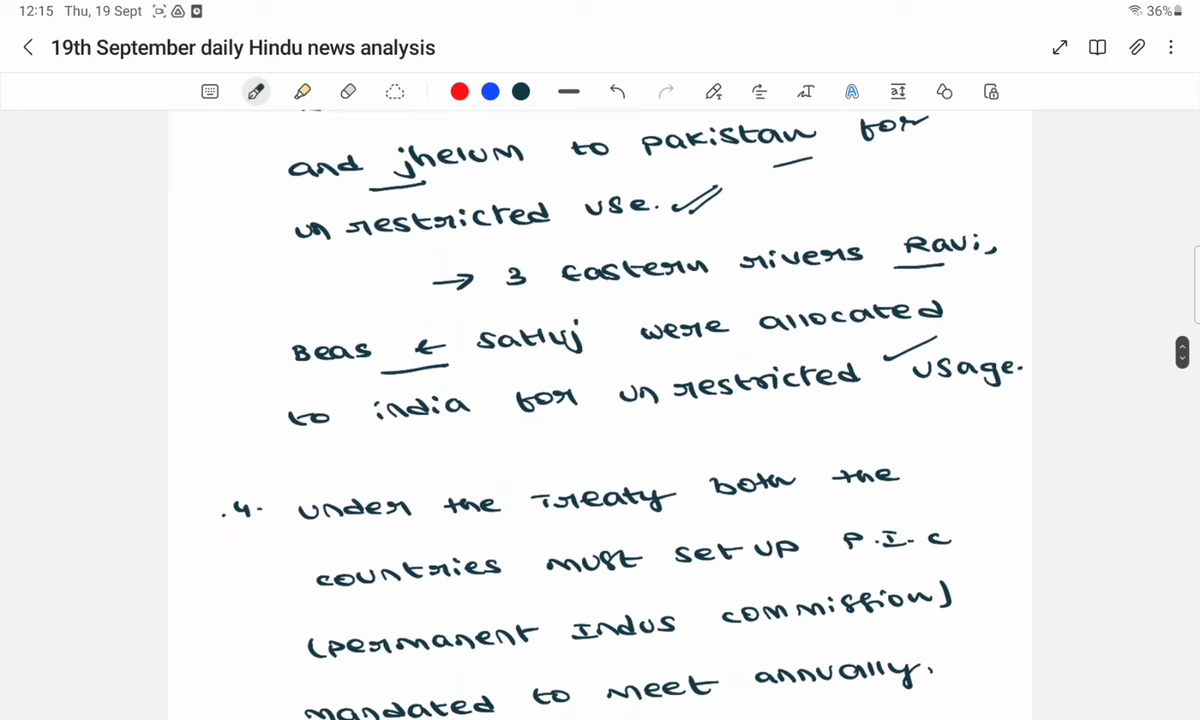 12:15 Thu, 19 Sept 36%
19th September daily Hindu news analysis
and jhelum to pakistan for
un restricted use.
→ 3 Eastern rivers Ravi,
Beas & satluj were allocated
to india for un restricted usage.
4. under the Treaty both the
countries must set up P.I.C
(permanent Indus commission)
mandated to meet annually.